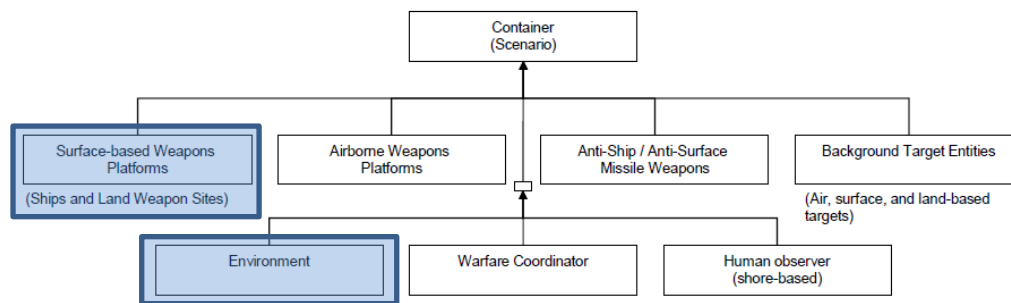 Container
(Scenario)
Surface-based Weapons
Platforms
(Ships and Land Weapon Sites)
Airborne Weapons
Platforms
Anti-Ship / Anti-Surface
Missile Weapons
Background Target Entities
(Air, surface, and land-based
targets)
Environment
Warfare Coordinator
Human observer
(shore-based)